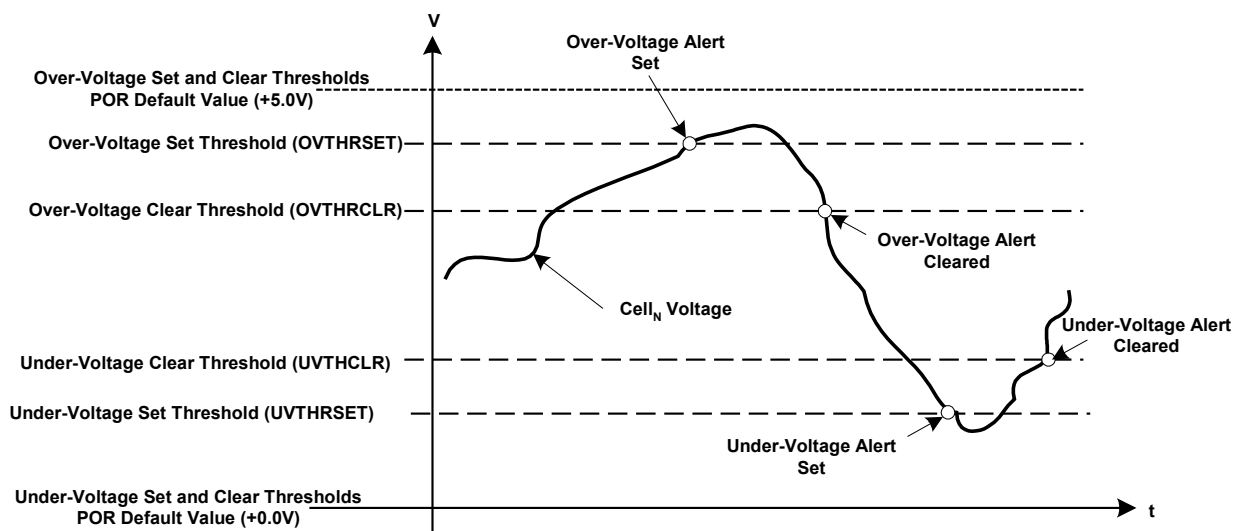 V
Over-Voltage Alert
Set
Over-Voltage Set and Clear Thresholds
POR Default Value (+5.0V)
Over-Voltage Set Threshold (OVTHRSET)
Over-Voltage Clear Threshold (OVTHRCLR)
Over-Voltage Alert
Cleared
CellN Voltage
Under-Voltage Alert
Cleared
Under-Voltage Clear Threshold (UVTHCLR)
Under-Voltage Set Threshold (UVTHRSET)
Under-Voltage Alert
Set
Under-Voltage Set and Clear Thresholds
POR Default Value (+0.0V)
t